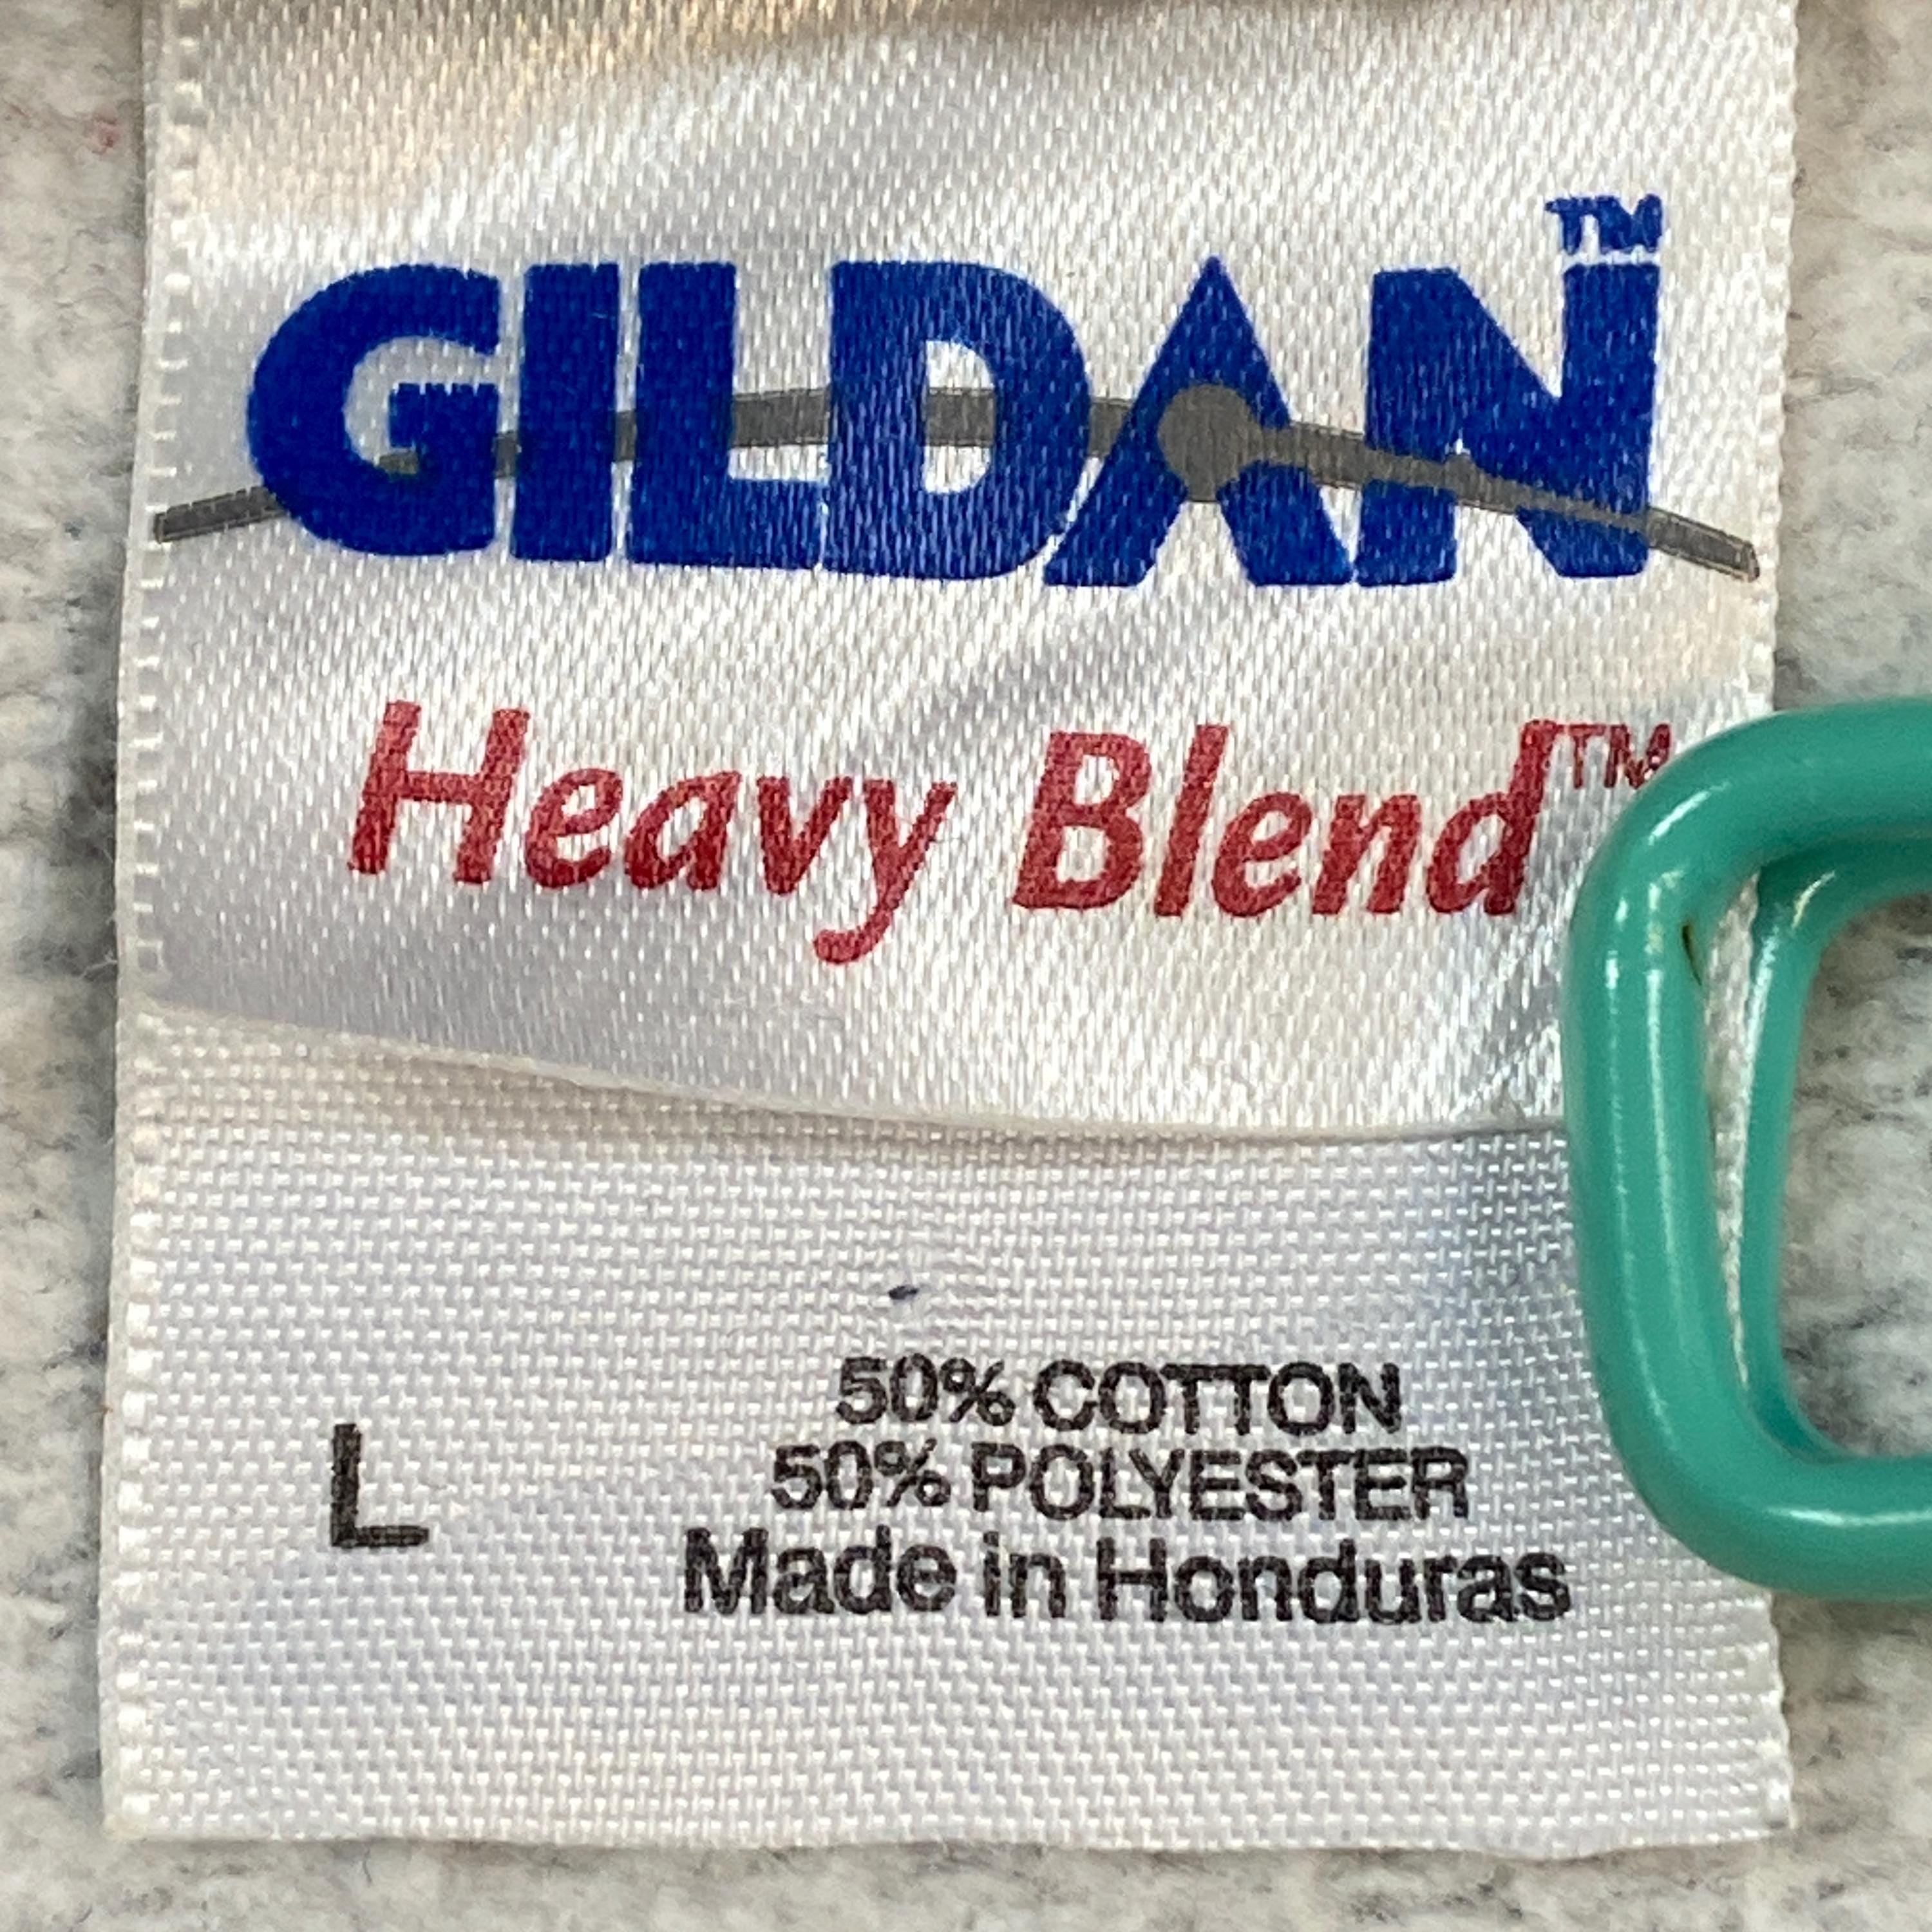 GILDAN™
Heavy Blend™
50% COTTON
50% POLYESTER
L
Made in Honduras